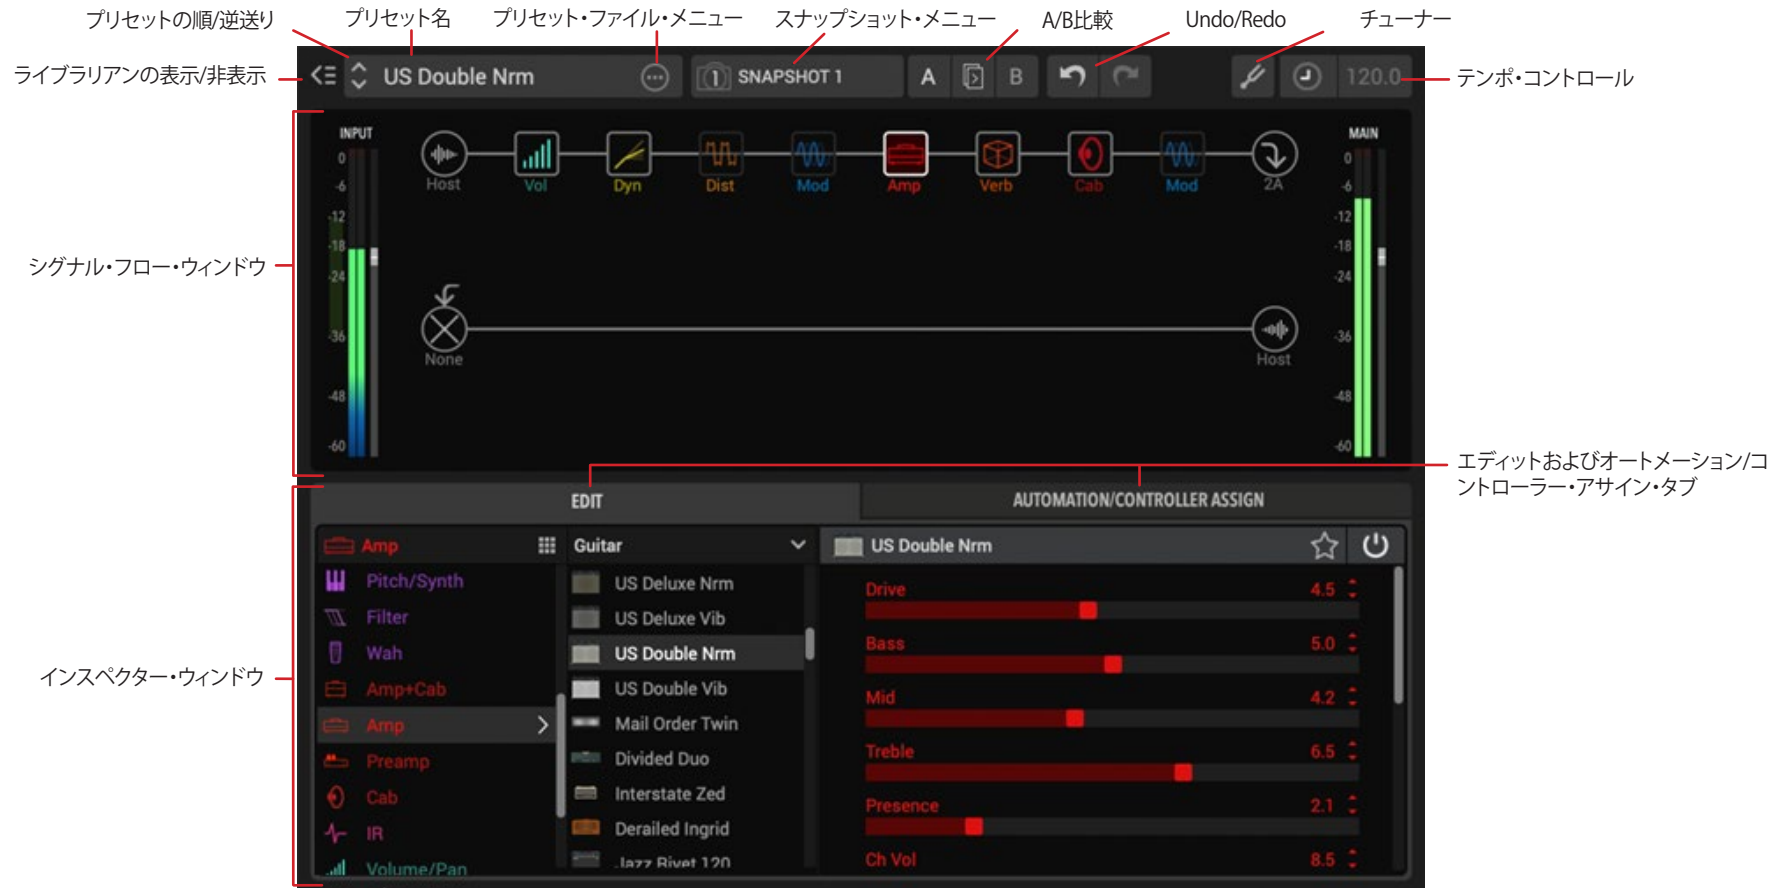 プリセットの順/逆送り
プリセット名
プリセット・ファイル・メニュー
スナップショット・メニュー
A/B比較
Undo/Redo
チューナー
ライブラリアンの表示/非表示
US Double Nrm
1
SNAPSHOT 1
A
B
120.0
テンポ・コントロール
INPUT
0
-6
-12
-18
-24
-36
-48
-60
Host
Vol
Dyn
Dist
Mod
Amp
Verb
Cab
Mod
2A
MAIN
0
-6
-12
-18
-24
-36
-48
-60
シグナル・フロー・ウィンドウ
None
Host
エディットおよびオートメーション/コ
ントローラー・アサイン・タブ
EDIT
AUTOMATION/CONTROLLER ASSIGN
インスペクター・ウィンドウ
Amp
Pitch/Synth
Filter
Wah
Amp+Cab
Amp
Preamp
Cab
IR
Volume/Pan
Guitar
US Deluxe Nrm
US Deluxe Vib
US Double Nrm
US Double Vib
Mail Order Twin
Divided Duo
Interstate Zed
Derailed Ingrid
Jazz Rivet 120
US Double Nrm
Drive 4.5
Bass 5.0
Mid 4.2
Treble 6.5
Presence 2.1
Ch Vol 8.5